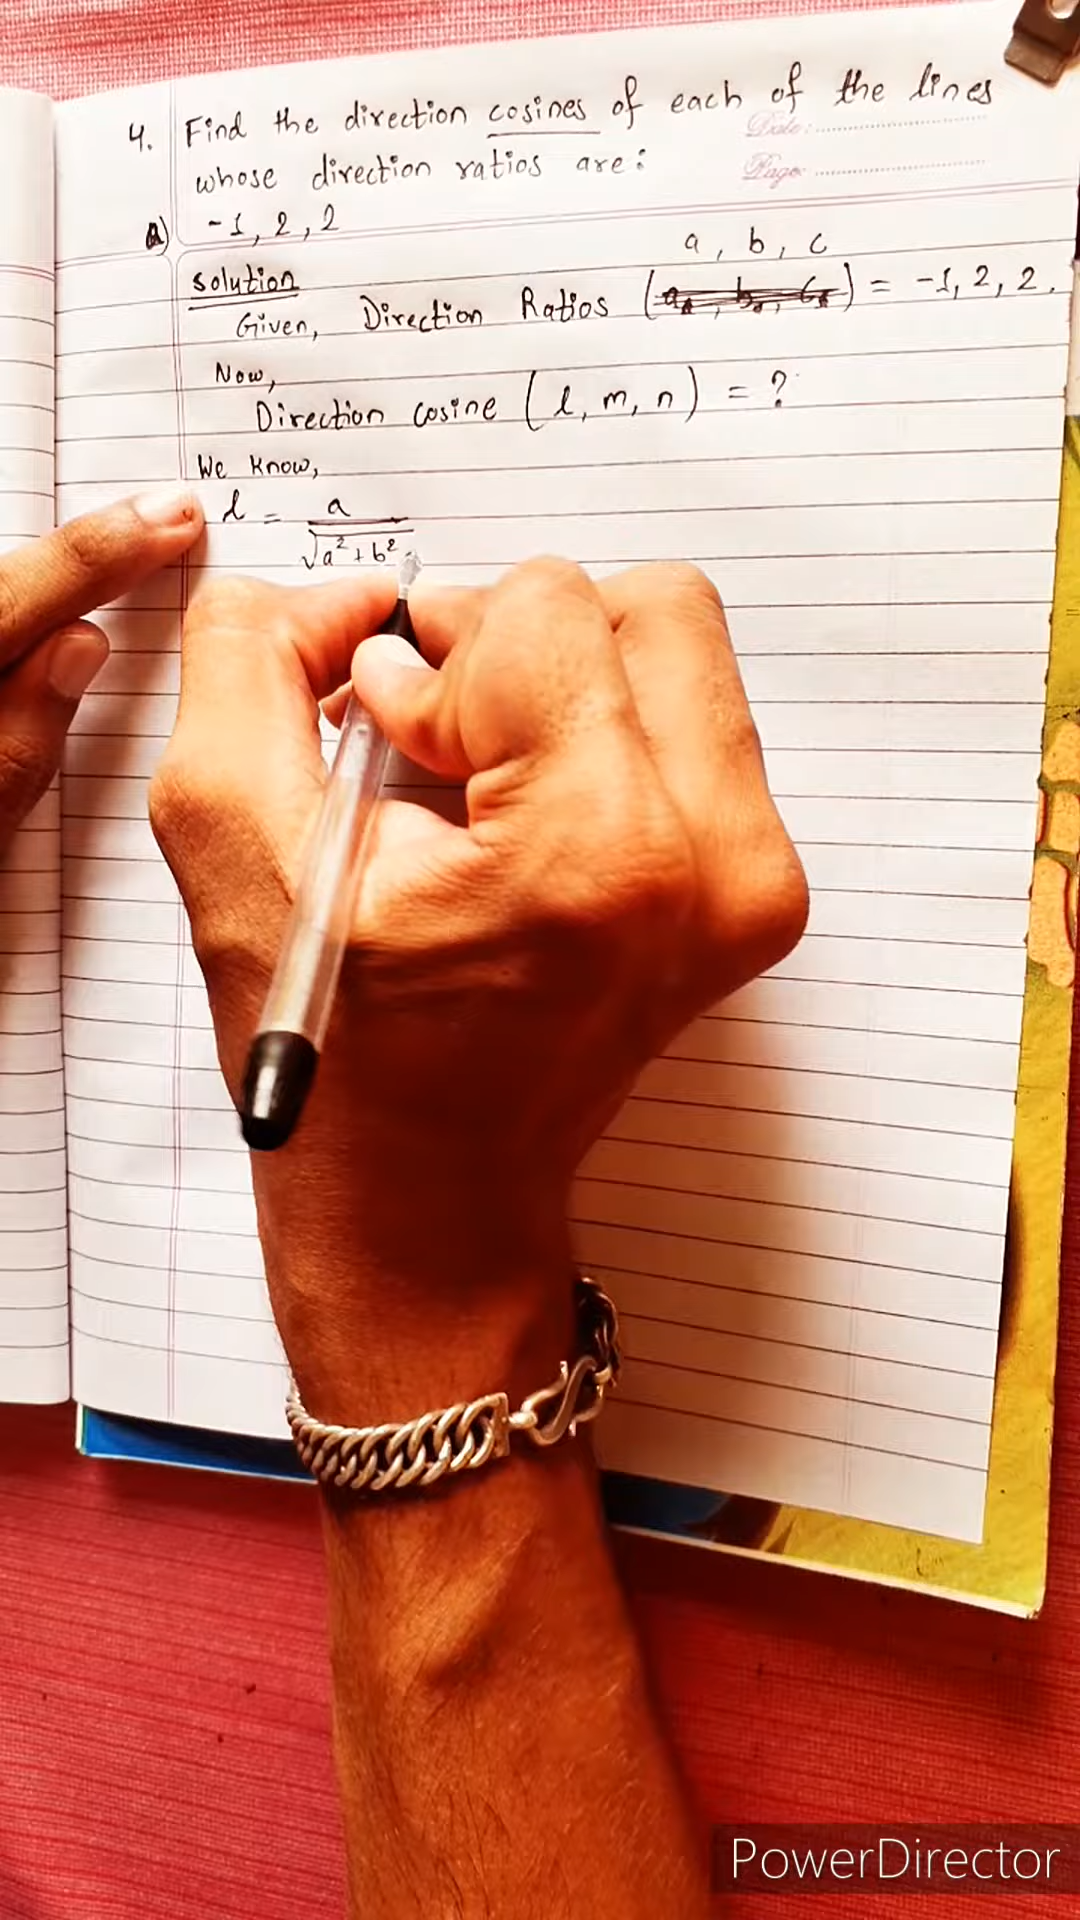 4. Find the direction cosines of each of the lines
Date:
whose direction ratios are:
Page:
a) -1, 2, 2
solution
a, b, c
Given, Direction Ratios ( ) = -1, 2, 2.
Now,
Direction cosine (l, m, n) = ?
We know,
l = a
√a² + b²
PowerDirector